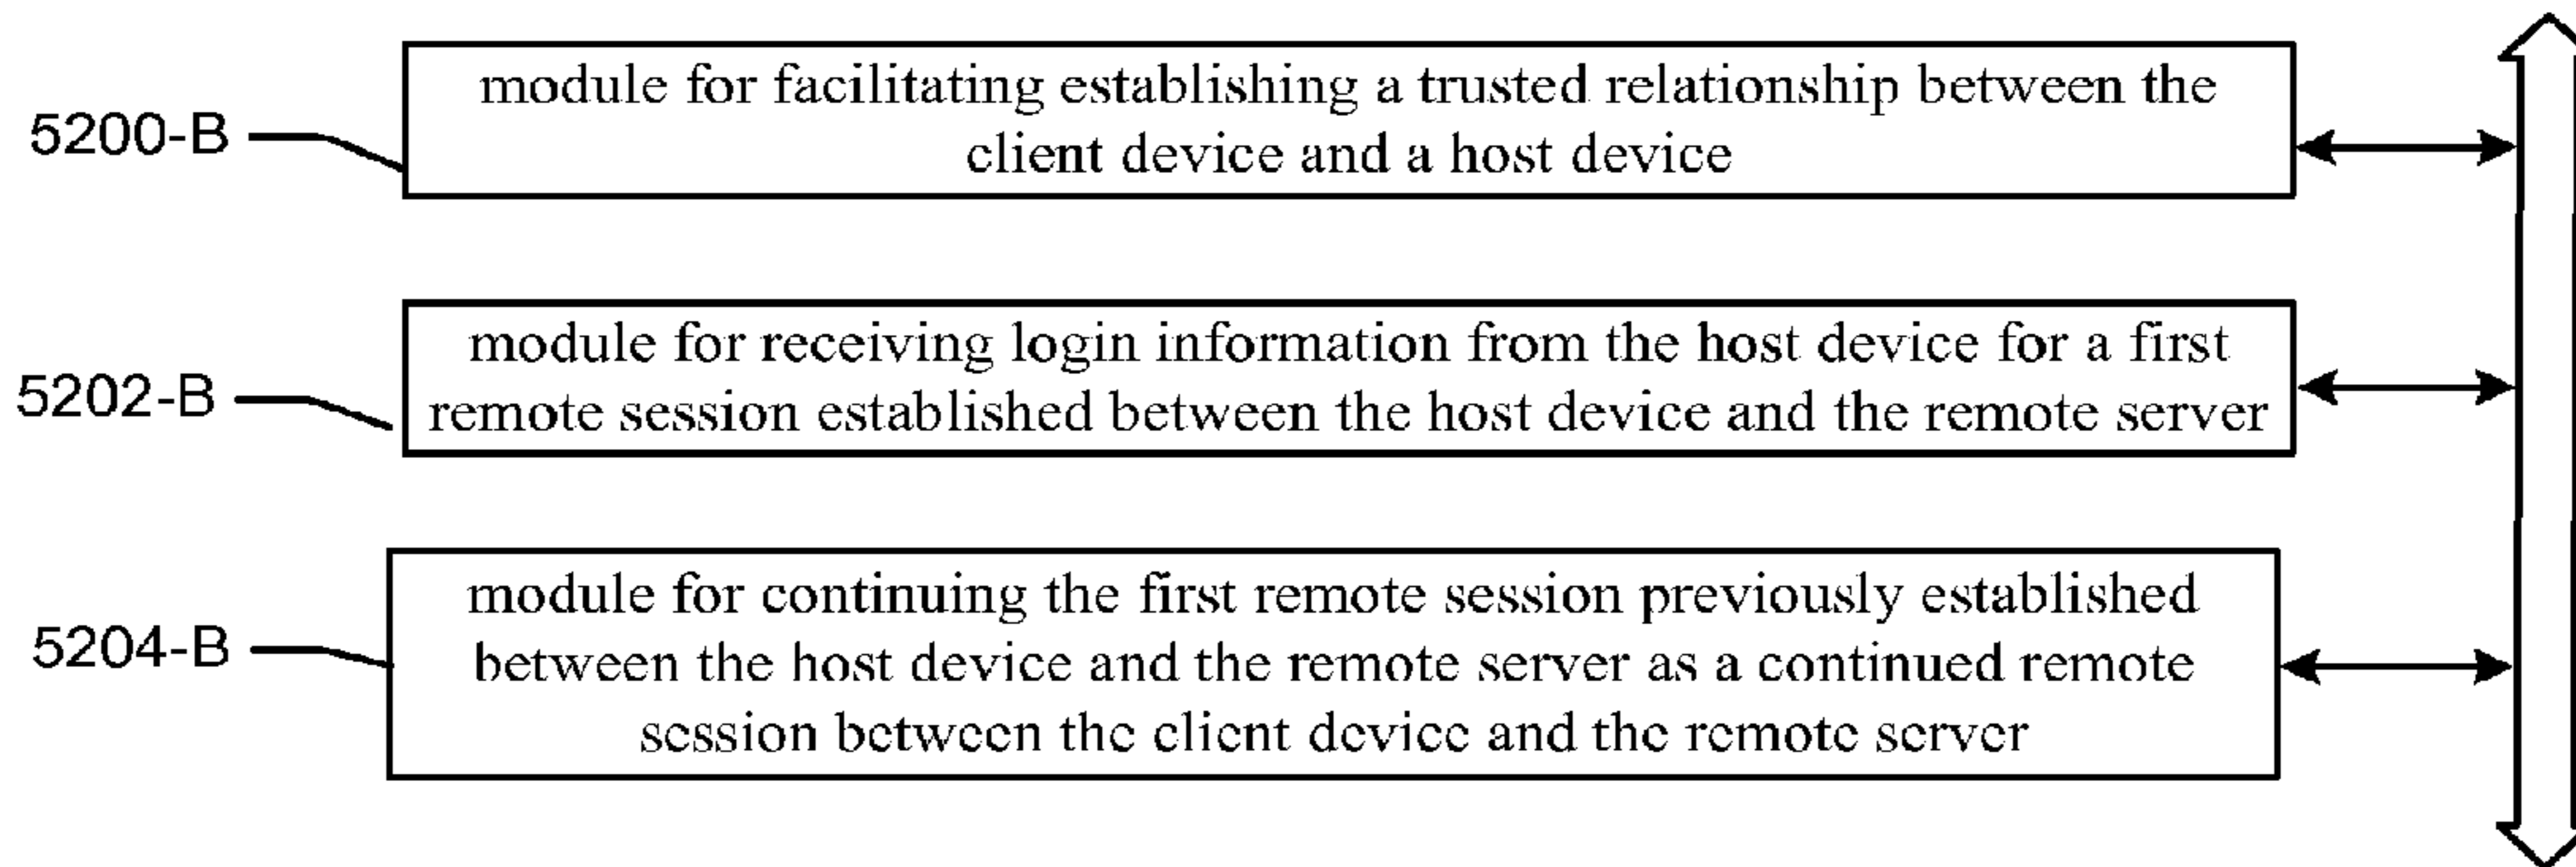 module for facilitating establishing a trusted relationship between the
5200-B
client device and a host device
module for receiving login information from the host device for a first
5202-B
remote session established between the host device and the remote server
module for continuing the first remote session previously established
5204-B
between the host device and the remote server as a continued remote
session between the client device and the remote server